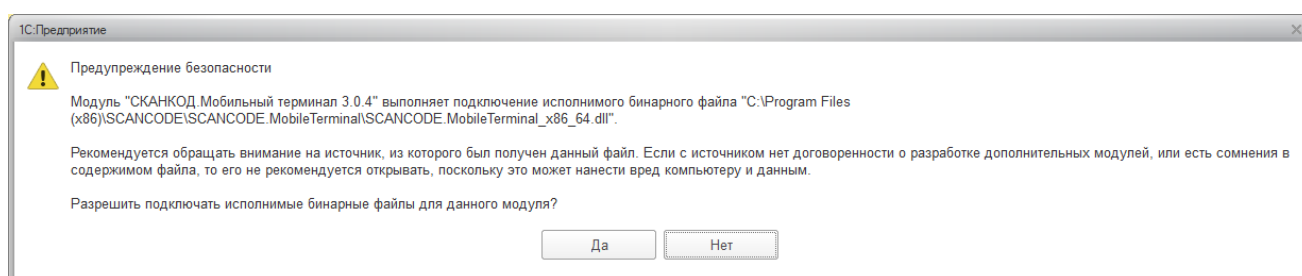 1С:Предприятие
Предупреждение безопасности
Модуль "СКАНКОД.Мобильный терминал 3.0.4" выполняет подключение исполнимого бинарного файла "C:\Program Files
(x86)\SCANCODE\SCANCODE.MobileTerminal\SCANCODE.MobileTerminal_x86_64.dll".
Рекомендуется обращать внимание на источник, из которого был получен данный файл. Если с источником нет договоренности о разработке дополнительных модулей, или есть сомнения в
содержимом файла, то его не рекомендуется открывать, поскольку это может нанести вред компьютеру и данным.
Разрешить подключать исполнимые бинарные файлы для данного модуля?
Да Нет